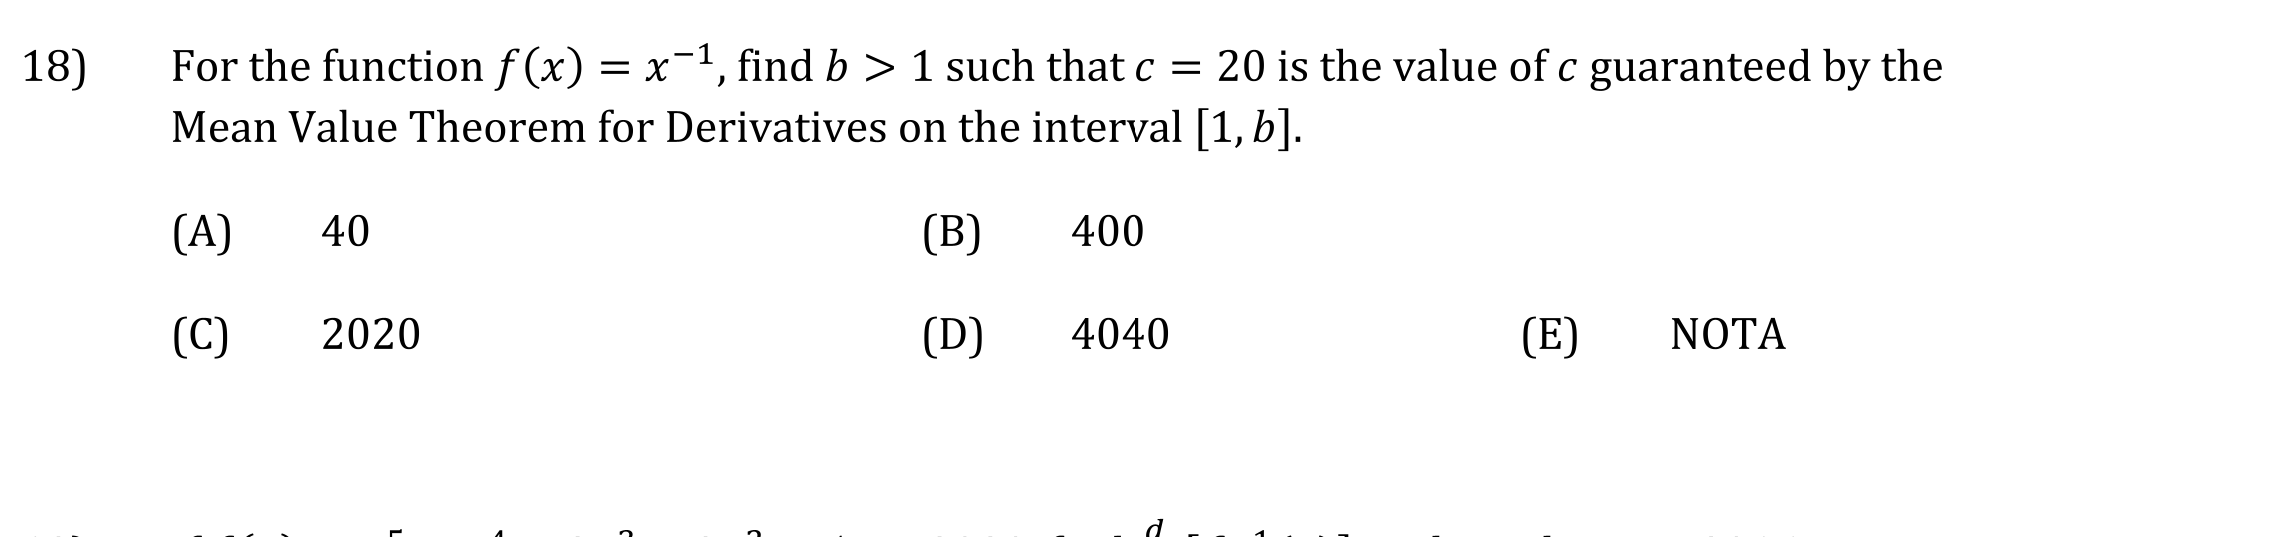 18) For the function f(x) = x⁻¹, find b > 1 such that c = 20 is the value of c guaranteed by the
Mean Value Theorem for Derivatives on the interval [1, b].
(A) 40 (B) 400
(C) 2020 (D) 4040 (E) NOTA